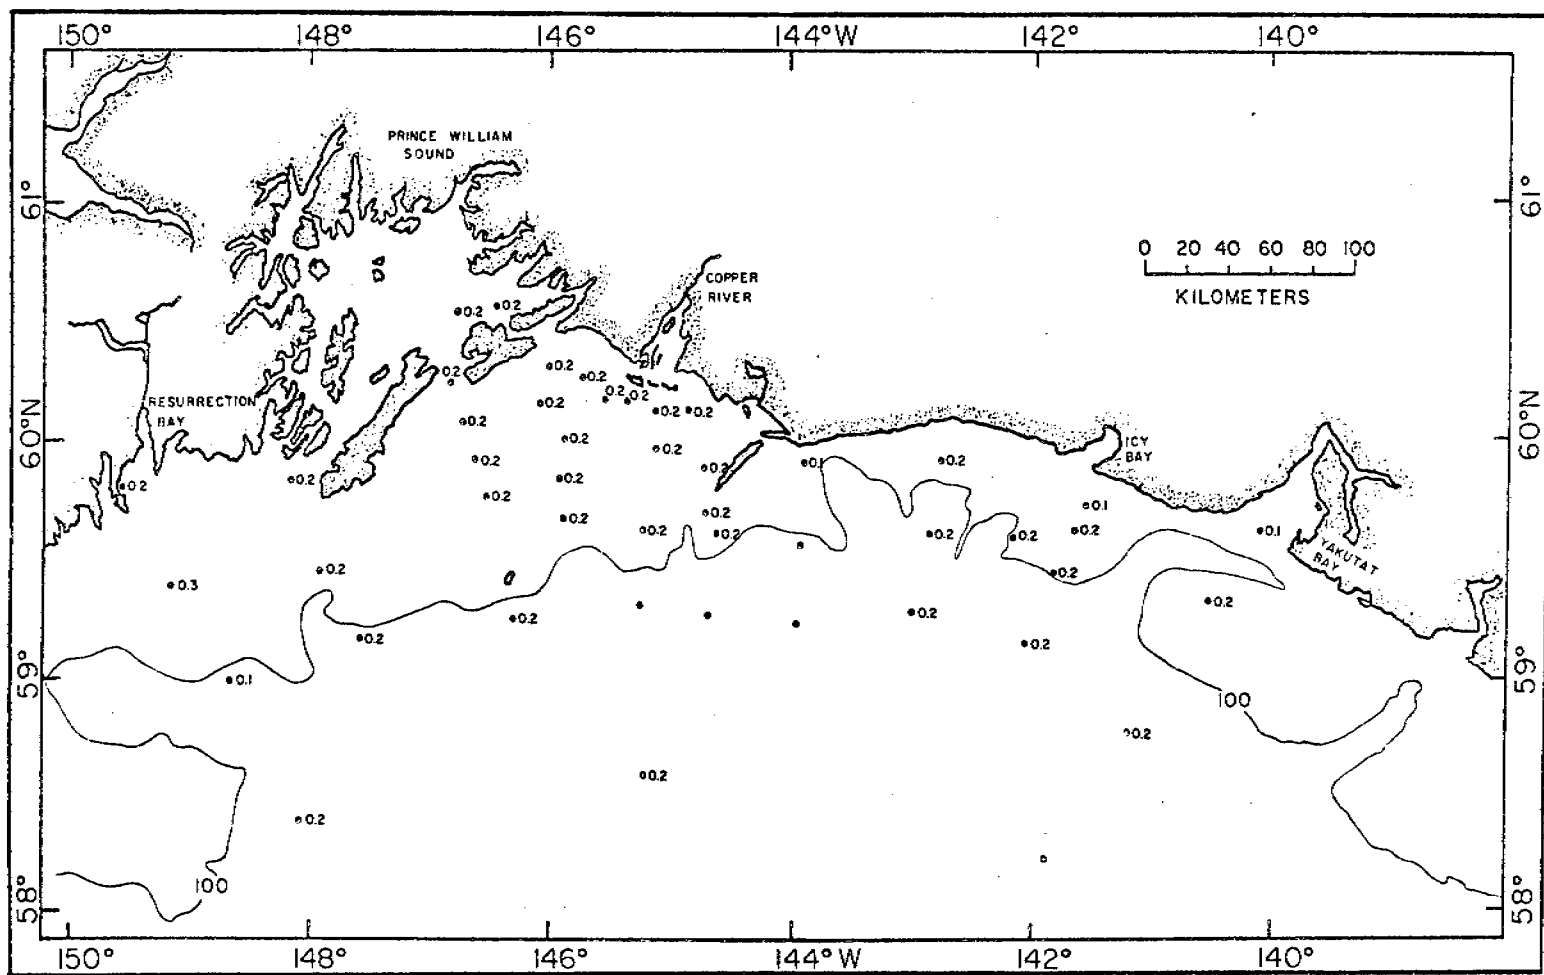 150° 148° 146° 144°W 142° 140°
PRINCE WILLIAM
SOUND
61° 61°
0 20 40 60 80 100
KILOMETERS
COPPER
RIVER
0.2 0.2
0.2 0.2 0.2
0.2 0.2
RESURRECTION
BAY
0.2 0.2 0.2 0.2
60°N 60°N
0.2 0.2
ICY
BAY
0.2 0.2 0.2 0.1 0.2
0.2 0.2 0.2 0.2
0.1
0.2 0.2 0.2 0.2 0.2 0.2 0.2 0.1
YAKUTAT
BAY
0.3 0.2 0.2
0.2 0.2 0.2 0.2 0.2
0.1
59° 59°
100
0.2
0.2
0.2
100
58° 58°
150° 148° 146° 144°W 142° 140°